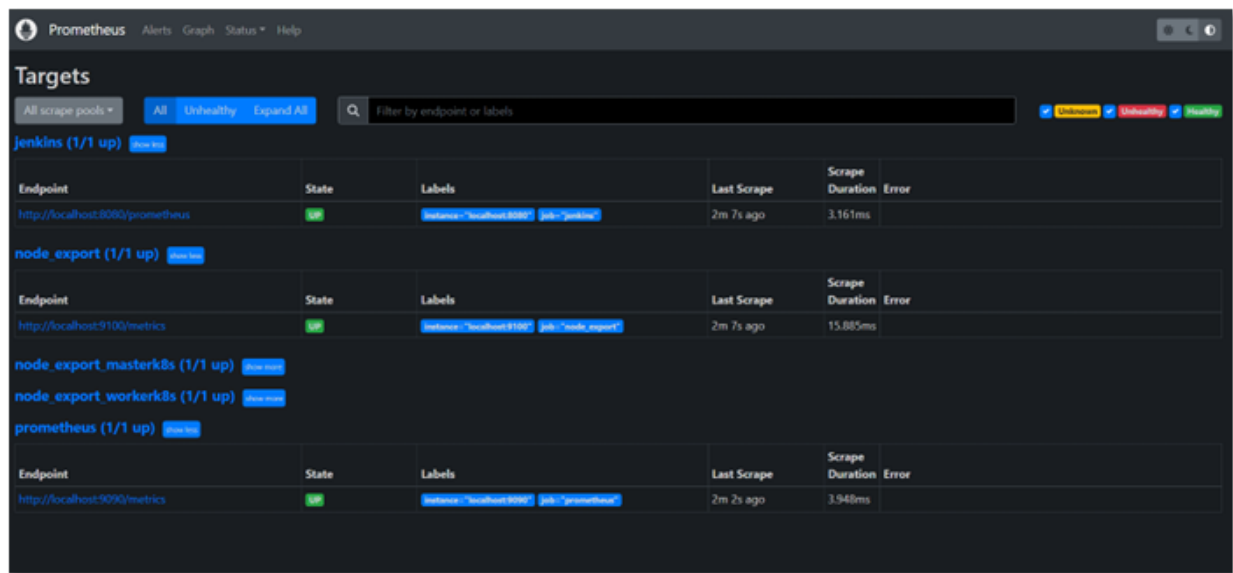 Prometheus Alerts Graph Status Help
Targets
All scrape pools All Unhealthy Expand All Filter by endpoint or labels Unknown Unhealthy Healthy
jenkins (1/1 up) show less
Endpoint State Labels Last Scrape Scrape Duration Error
http://localhost:8080/prometheus UP instance="localhost:8080" job="jenkins" 2m 7s ago 3.161ms
node_export (1/1 up) show less
Endpoint State Labels Last Scrape Scrape Duration Error
http://localhost:9100/metrics UP instance="localhost:9100" job="node_export" 2m 7s ago 15.885ms
node_export_masterk8s (1/1 up) show more
node_export_workerk8s (1/1 up) show more
prometheus (1/1 up) show less
Endpoint State Labels Last Scrape Scrape Duration Error
http://localhost:9090/metrics UP instance="localhost:9090" job="prometheus" 2m 2s ago 3.948ms